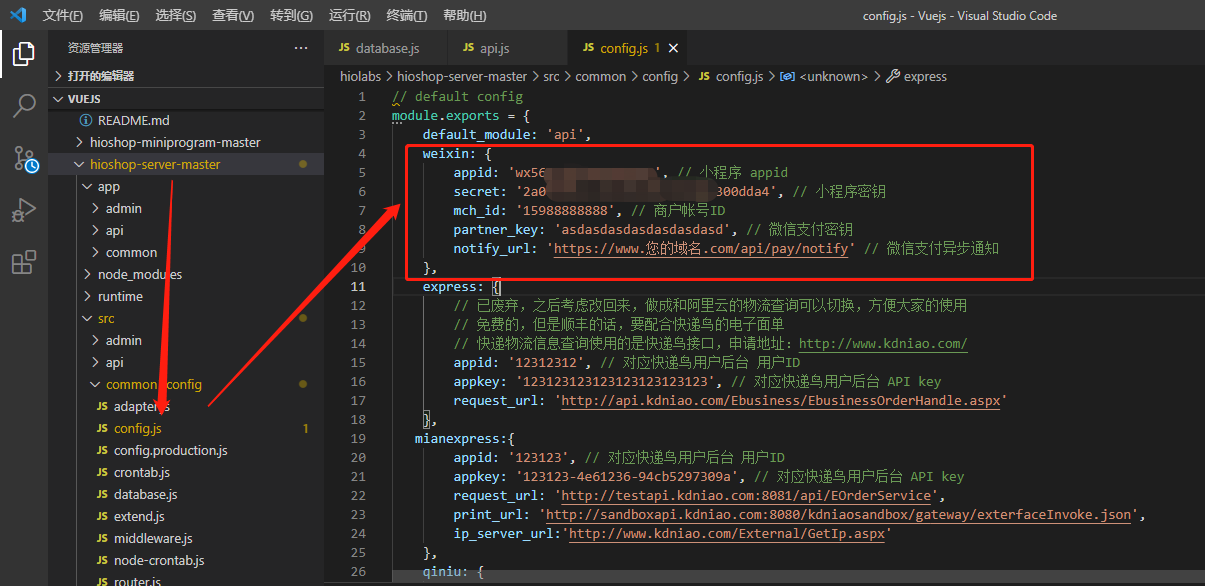 文件(F) 编辑(E) 选择(S) 查看(V) 转到(G) 运行(R) 终端(T) 帮助(H) config.js - Vuejs - Visual Studio Code
资源管理器 ···
打开的编辑器
VUEJS
README.md
hioshop-miniprogram-master
hioshop-server-master
app
admin
api
common
node_modules
runtime
src
admin
api
common config
JS adapter.js
JS config.js 1
JS config.production.js
JS crontab.js
JS database.js
JS extend.js
JS middleware.js
JS node-crontab.js
JS router.js
JS database.js JS api.js JS config.js 1
hiolabs > hioshop-server-master > src > common > config > JS config.js > <unknown> > express
1 // default config
2 module.exports = {
3 default_module: 'api',
4 weixin: {
5 appid: 'wx56 ', // 小程序 appid
6 secret: '2a0 300dda4', // 小程序密钥
7 mch_id: '15988888888', // 商户帐号ID
8 partner_key: 'asdasdasdasdasdasdasd', // 微信支付密钥
9 notify_url: 'https://www.您的域名.com/api/pay/notify' // 微信支付异步通知
10 },
11 express: {
12 // 已废弃，之后考虑改回来，做成和阿里云的物流查询可以切换，方便大家的使用
13 // 免费的，但是顺丰的话，要配合快递鸟的电子面单
14 // 快递物流信息查询使用的是快递鸟接口，申请地址：http://www.kdniao.com/
15 appid: '12312312', // 对应快递鸟用户后台 用户ID
16 appkey: '123123123123123123123123', // 对应快递鸟用户后台 API key
17 request_url: 'http://api.kdniao.com/Ebusiness/EbusinessOrderHandle.aspx'
18 },
19 mianexpress:{
20 appid: '123123', // 对应快递鸟用户后台 用户ID
21 appkey: '123123-4e61236-94cb5297309a', // 对应快递鸟用户后台 API key
22 request_url: 'http://testapi.kdniao.com:8081/api/EOrderService',
23 print_url: 'http://sandboxapi.kdniao.com:8080/kdniaosandbox/gateway/exterfaceInvoke.json',
24 ip_server_url:'http://www.kdniao.com/External/GetIp.aspx'
25 },
26 qiniu: {